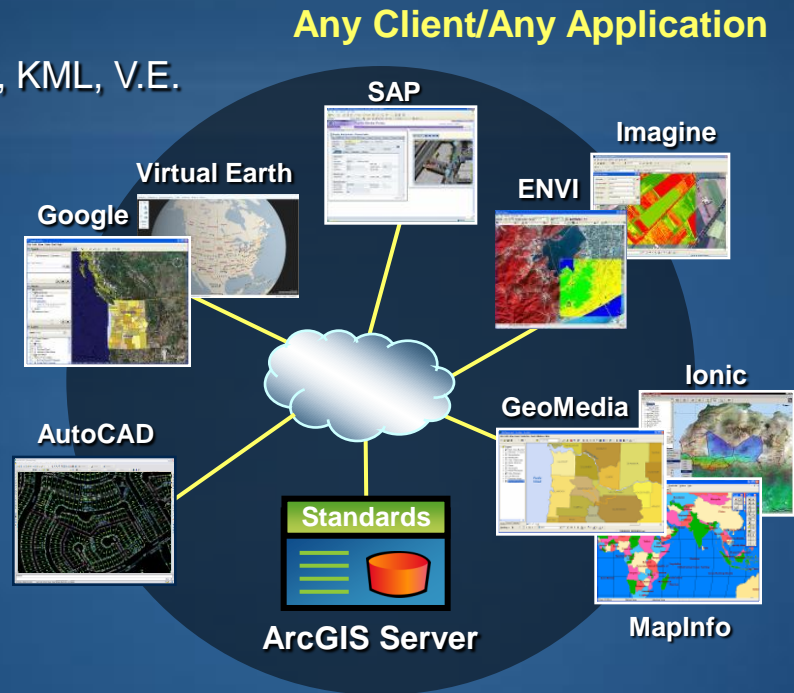 Any Client/Any Application
, KML, V.E.
SAP
Imagine
Virtual Earth
ENVI
Google
Ionic
GeoMedia
AutoCAD
Standards
ArcGIS Server
MapInfo